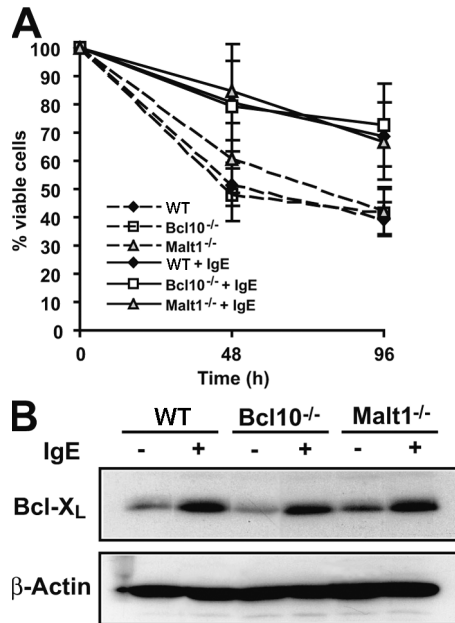 A
% viable cells
100
90
80
70
60
50
40
30
20
10
0
WT
Bcl10-/-
Malt1-/-
WT + IgE
Bcl10-/- + IgE
Malt1-/- + IgE
0 48 96
Time (h)
B
WT Bcl10-/- Malt1-/-
IgE - + - + - +
Bcl-XL
β-Actin